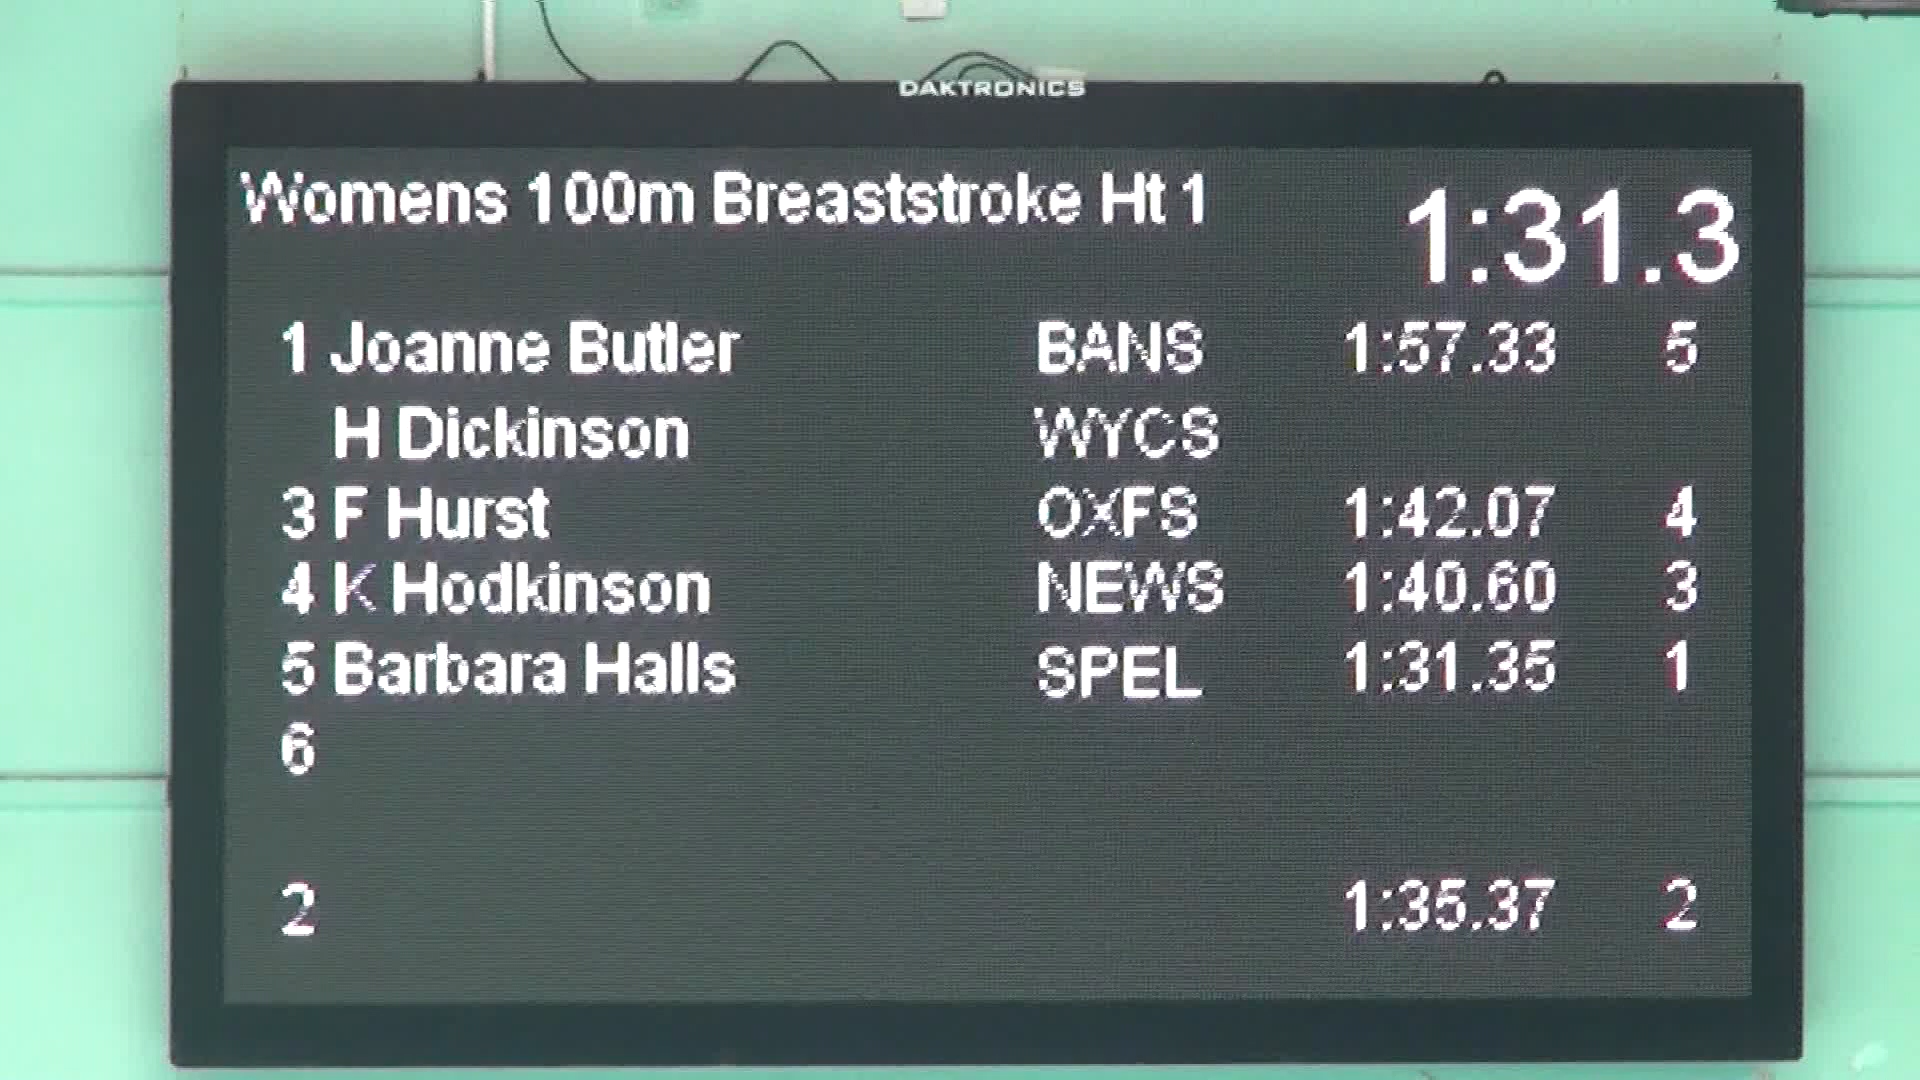 DAKTRONICS
Womens 100m Breaststroke Ht 1 1:31.3
1 Joanne Butler BANS 1:57.33 5
H Dickinson WYCS
3 F Hurst OXFS 1:42.07 4
4 K Hodkinson NEWS 1:40.60 3
5 Barbara Halls SPEL 1:31.35 1
6
2 1:35.37 2